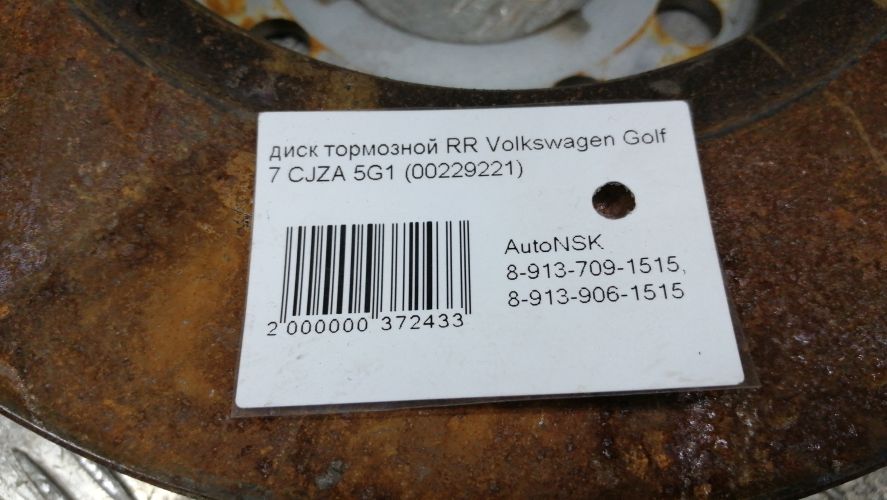 диск тормозной RR Volkswagen Golf
7 CJZA 5G1 (00229221)
AutoNSK
8-913-709-1515,
8-913-906-1515
2 000000 372433